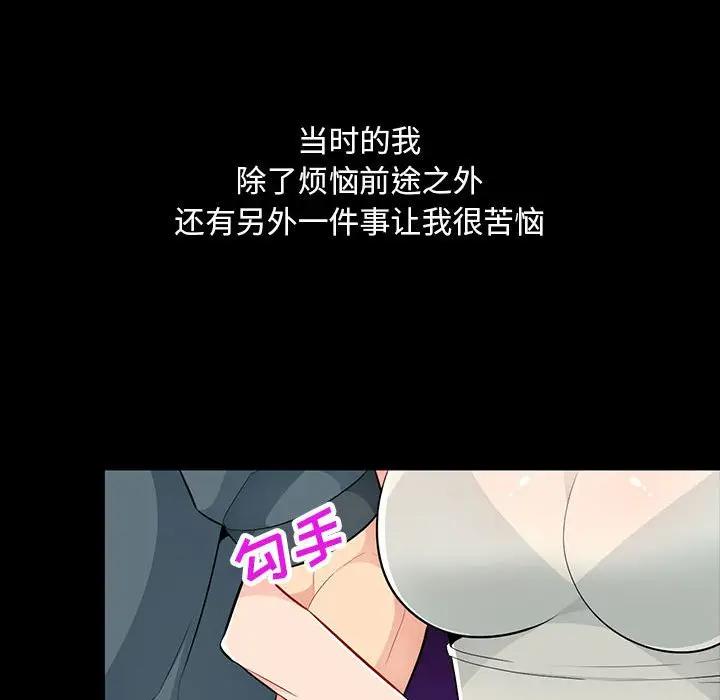 当时的我
除了烦恼前途之外
还有另外一件事让我很苦恼
勾手